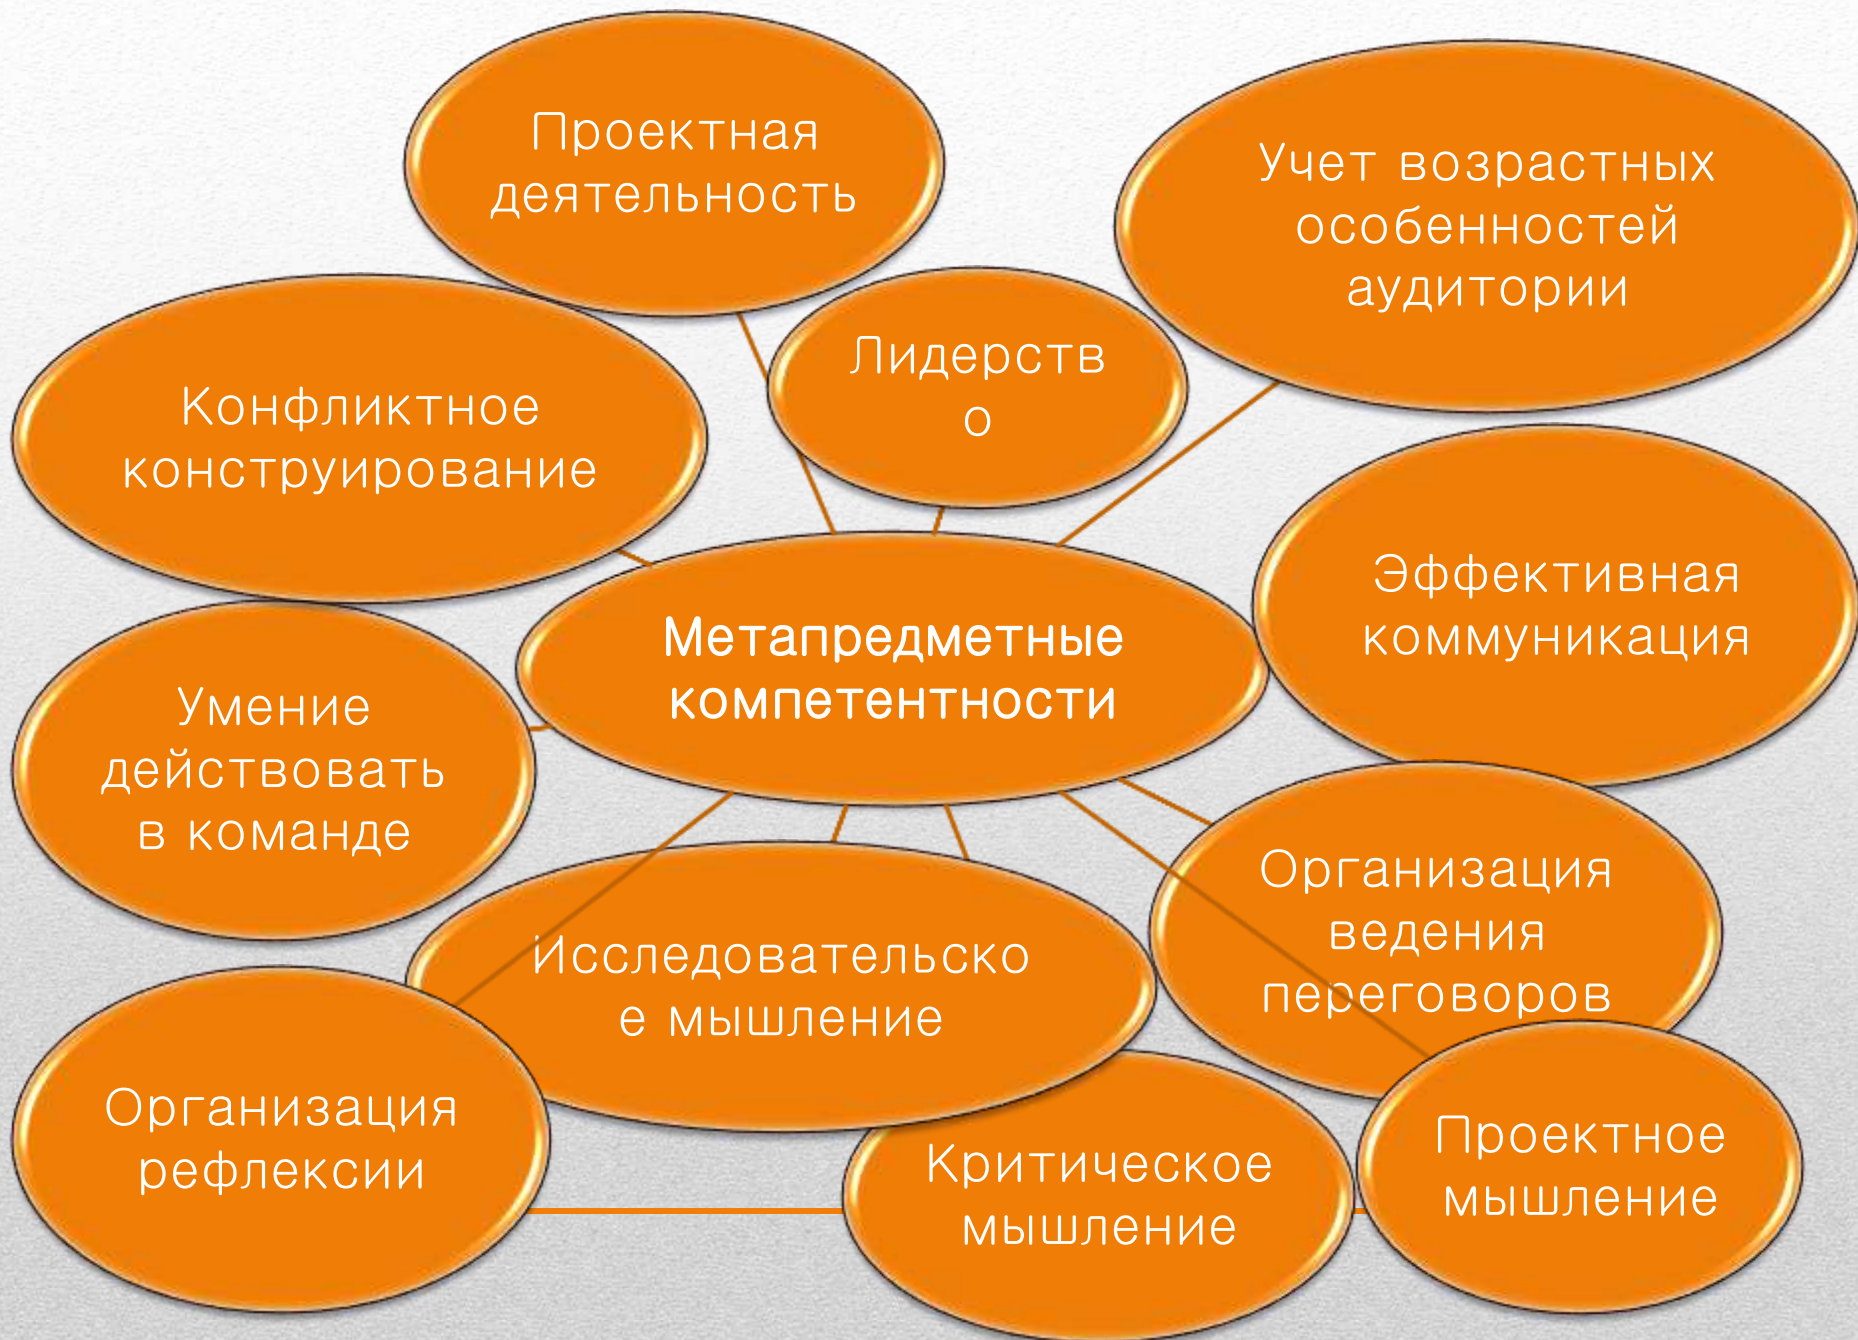 Проектная
деятельность
Учет возрастных
особенностей
аудитории
Лидерств
о
Конфликтное
конструирование
Эффективная
коммуникация
Метапредметные
компетентности
Умение
действовать
в команде
Организация
ведения
переговоров
Исследовательско
е мышление
Организация
рефлексии
Критическое
мышление
Проектное
мышление